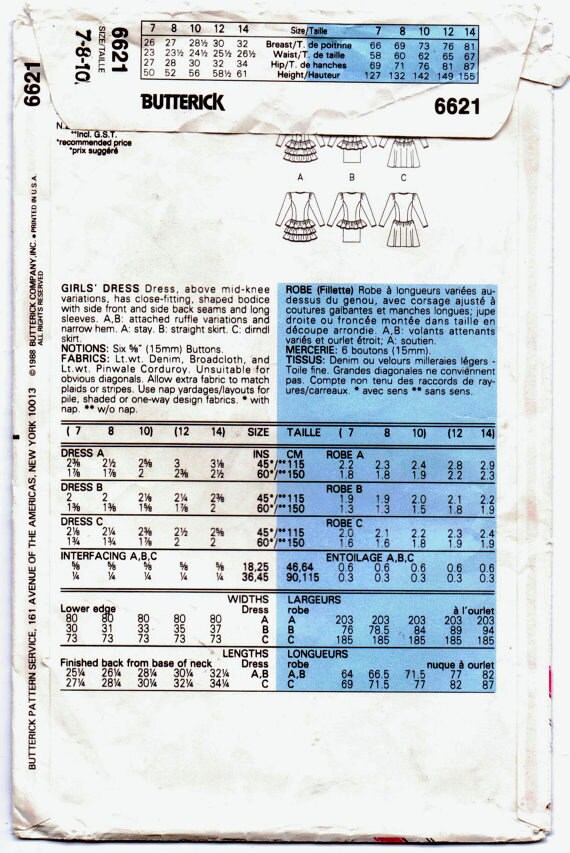 7 8 10 12 14 Size/Taille 7 8 10 12 14
26 27 28½ 30 32 Breast/T. de poitrine 66 69 73 76 81
23 23½ 24½ 25½ 26½ Waist/T. de taille 58 60 62 65 67
27 28 30 32 34 Hip/T. de hanches 69 71 76 81 87
50 52 56 58½ 61 Height/Hauteur 127 132 142 149 155
BUTTERICK 6621
6621
SIZE/TAILLE
7-8-10,
6621
**Incl. G.S.T.
*recommended price
*prix suggéré
A B C
©1988 BUTTERICK COMPANY, INC. • PRINTED IN U.S.A.
ALL RIGHTS RESERVED
BUTTERICK PATTERN SERVICE, 161 AVENUE OF THE AMERICAS, NEW YORK, NEW YORK 10013
GIRLS' DRESS Dress, above mid-knee
variations, has close-fitting, shaped bodice
with side front and side back seams and long
sleeves. A,B: attached ruffle variations and
narrow hem. A: stay. B: straight skirt. C: dirndl
skirt.
NOTIONS: Six ⅝" (15mm) Buttons.
FABRICS: Lt.wt. Denim, Broadcloth, and
Lt.wt. Pinwale Corduroy. Unsuitable for
obvious diagonals. Allow extra fabric to match
plaids or stripes. Use nap yardages/layouts for
pile, shaded or one-way design fabrics. * with
nap. ** w/o nap.
ROBE (Fillette) Robe à longueurs variées au-
dessus du genou, avec corsage ajusté à
coutures galbantes et manches longues; jupe
droite ou froncée montée dans taille en
découpe arrondie. A,B: volants attenants
variés et ourlet étroit; A: soutien.
MERCERIE: 6 boutons (15mm).
TISSUS: Denim ou velours milleraies légers -
Toile fine. Grandes diagonales ne conviennent
pas. Compte non tenu des raccords de ray-
ures/carreaux. * avec sens ** sans sens.
( 7 8 10) (12 14) SIZE TAILLE ( 7 8 10) (12 14)
DRESS A INS CM ROBE A
2⅜ 2½ 2⅝ 3 3⅛ 45*/**115 2.2 2.3 2.4 2.8 2.9
1⅞ 1⅞ 2 2⅜ 2½ 60*/**150 1.8 1.8 1.9 2.2 2.3
DRESS B ROBE B
2 2 2⅛ 2¼ 2⅜ 45*/**115 1.9 1.9 2.0 2.1 2.2
1⅜ 1⅜ 1⅝ 1⅞ 2 60*/**150 1.3 1.3 1.5 1.8 1.9
DRESS C ROBE C
2⅛ 2¼ 2⅜ 2½ 2⅝ 45*/**115 2.0 2.1 2.2 2.3 2.4
1¾ 1¾ 1⅞ 2 2 60*/**150 1.6 1.6 1.8 1.9 1.9
INTERFACING A,B,C ENTOILAGE A,B,C
⅝ ⅝ ⅝ ⅝ ⅝ 18,25 46,64 0.6 0.6 0.6 0.6 0.6
¼ ¼ ¼ ¼ ¼ 36,45 90,115 0.3 0.3 0.3 0.3 0.3
WIDTHS LARGEURS
Lower edge Dress robe à l'ourlet
80 80 80 80 80 A A 203 203 203 203 203
30 31 33 35 37 B B 76 78.5 84 89 94
73 73 73 73 73 C C 185 185 185 185 185
LENGTHS LONGUEURS
Finished back from base of neck Dress robe nuque à ourlet
25¼ 26¼ 28¼ 30¼ 32¼ A,B A,B 64 66.5 71.5 77 82
27¼ 28¼ 30¼ 32¼ 34¼ C C 69 71.5 77 82 87